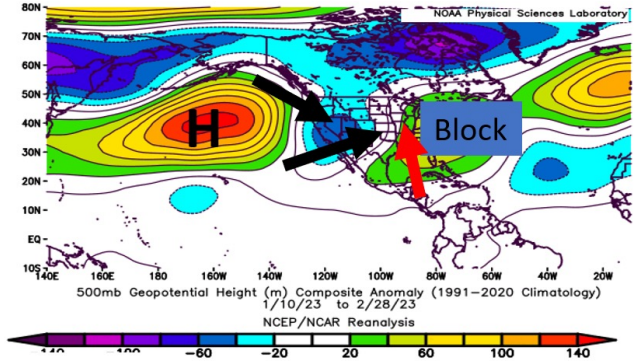 NOAA Physical Sciences Laboratory
80N
70N
60N
50N
40N
30N
20N
10N
EQ
10S
H
Block
140E 160E 180 160W 140W 120W 100W 80W 60W 40W 20W
500mb Geopotential Height (m) Composite Anomaly (1991-2020 Climatology)
1/10/23 to 2/28/23
NCEP/NCAR Reanalysis
-140 -100 -60 -20 20 60 100 140